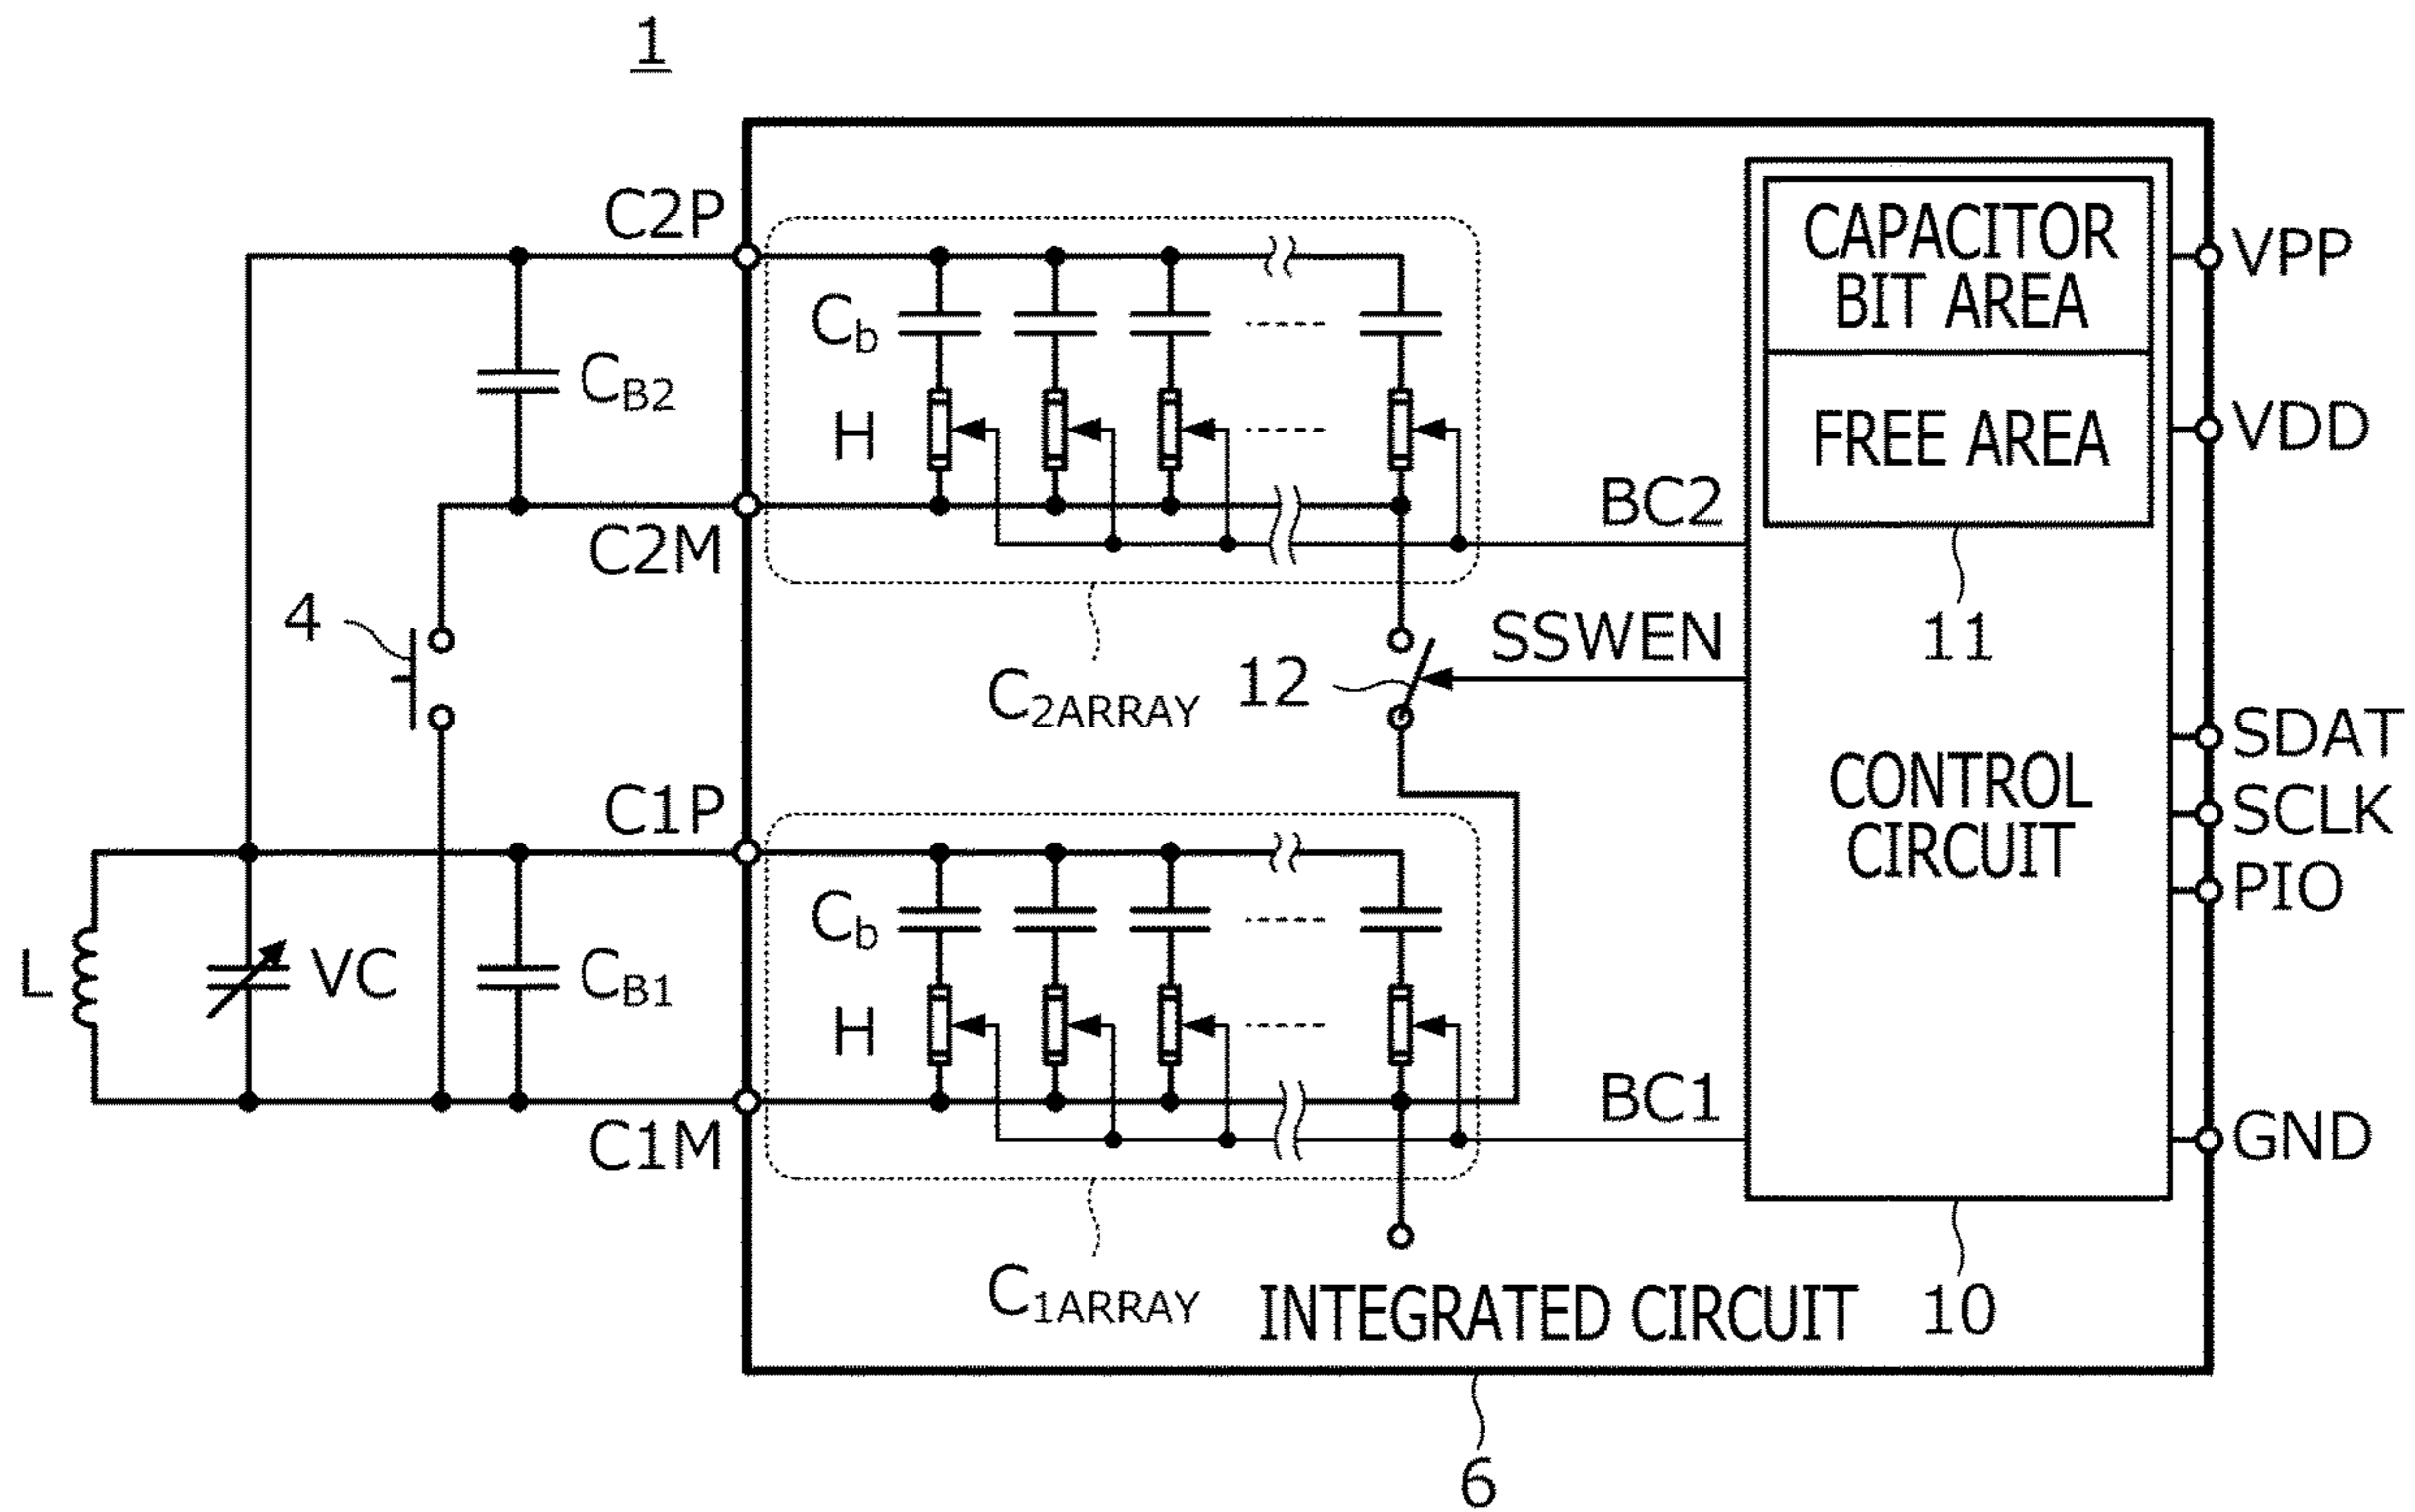 1
C2P
CAPACITOR
BIT AREA
VPP
Cb
CB2
H
FREE AREA
VDD
BC2
C2M
4
SSWEN
11
12
C2ARRAY
SDAT
C1P
CONTROL
CIRCUIT
SCLK
PIO
Cb
L
VC
CB1
H
BC1
C1M
GND
C1ARRAY
INTEGRATED CIRCUIT
10
6